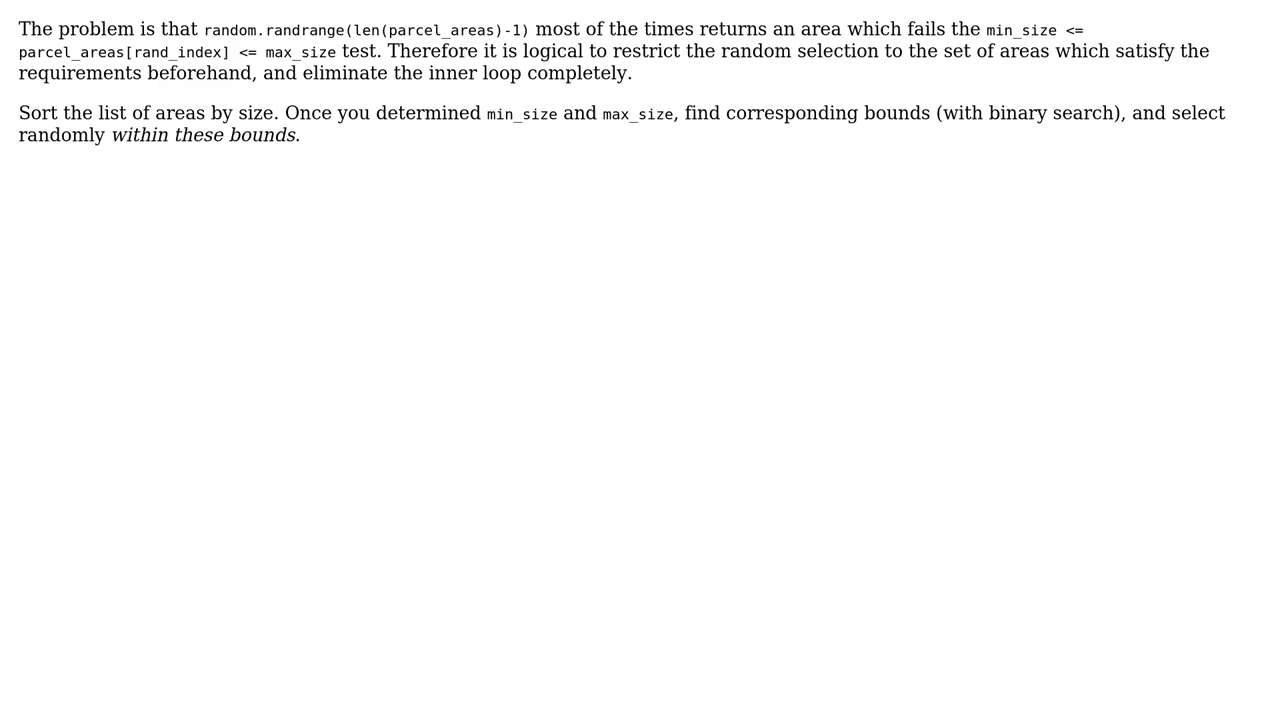 The problem is that random.randrange(len(parcel_areas)-1) most of the times returns an area which fails the min_size <=
parcel_areas[rand_index] <= max_size test. Therefore it is logical to restrict the random selection to the set of areas which satisfy the
requirements beforehand, and eliminate the inner loop completely.
Sort the list of areas by size. Once you determined min_size and max_size, find corresponding bounds (with binary search), and select
randomly within these bounds.